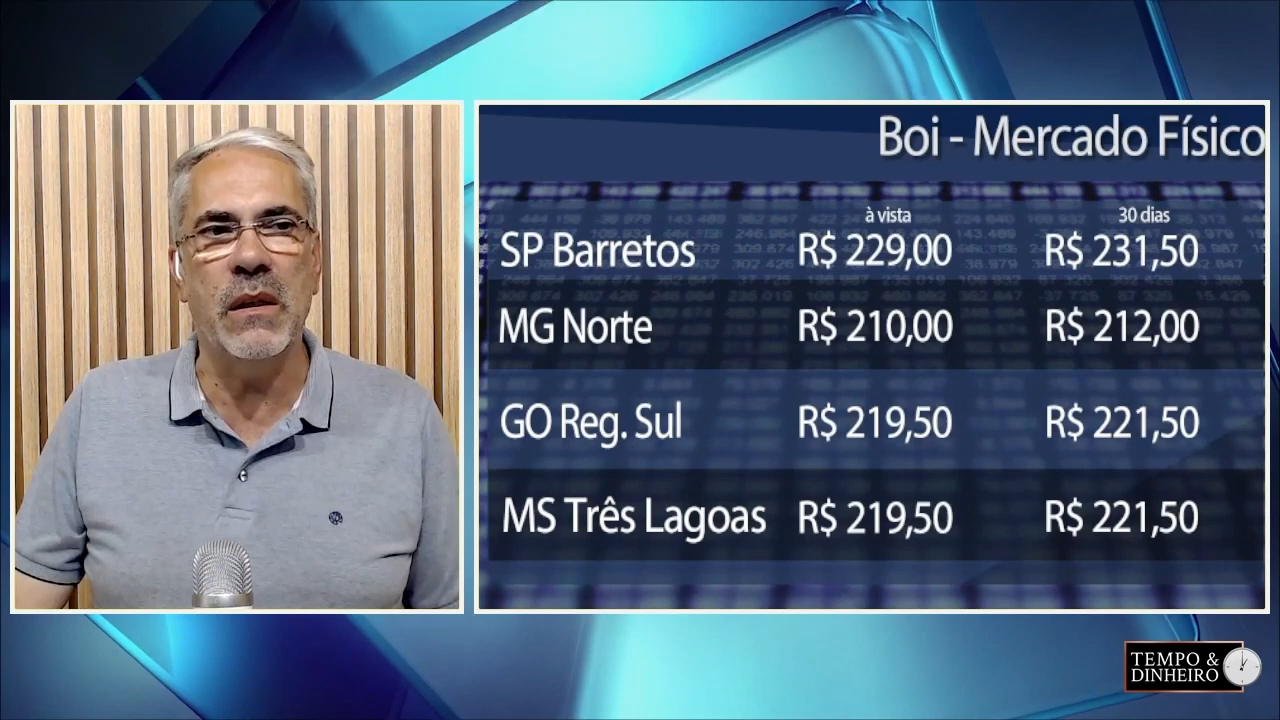 Boi - Mercado Físico
à vista 30 dias
SP Barretos R$ 229,00 R$ 231,50
MG Norte R$ 210,00 R$ 212,00
GO Reg. Sul R$ 219,50 R$ 221,50
MS Três Lagoas R$ 219,50 R$ 221,50
TEMPO &
DINHEIRO